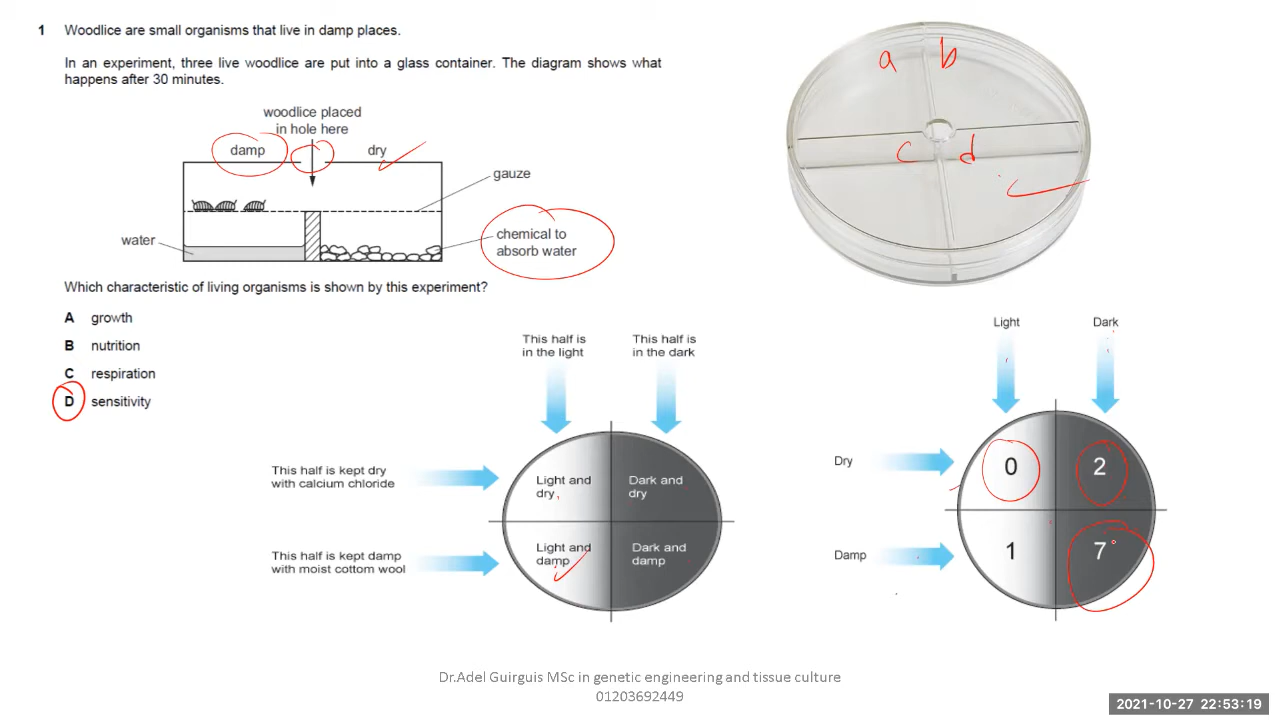 1 Woodlice are small organisms that live in damp places.
In an experiment, three live woodlice are put into a glass container. The diagram shows what
happens after 30 minutes.
woodlice placed
in hole here
damp
dry
gauze
water
chemical to
absorb water
Which characteristic of living organisms is shown by this experiment?
A growth
B nutrition
C respiration
D sensitivity
a b
c d
This half is
in the light
This half is
in the dark
This half is kept dry
with calcium chloride
This half is kept damp
with moist cottom wool
Light and
dry
Dark and
dry
Light and
damp
Dark and
damp
Light
Dark
Dry
Damp
0
2
1
7
Dr.Adel Guirguis MSc in genetic engineering and tissue culture
01203692449
2021-10-27 22:53:19